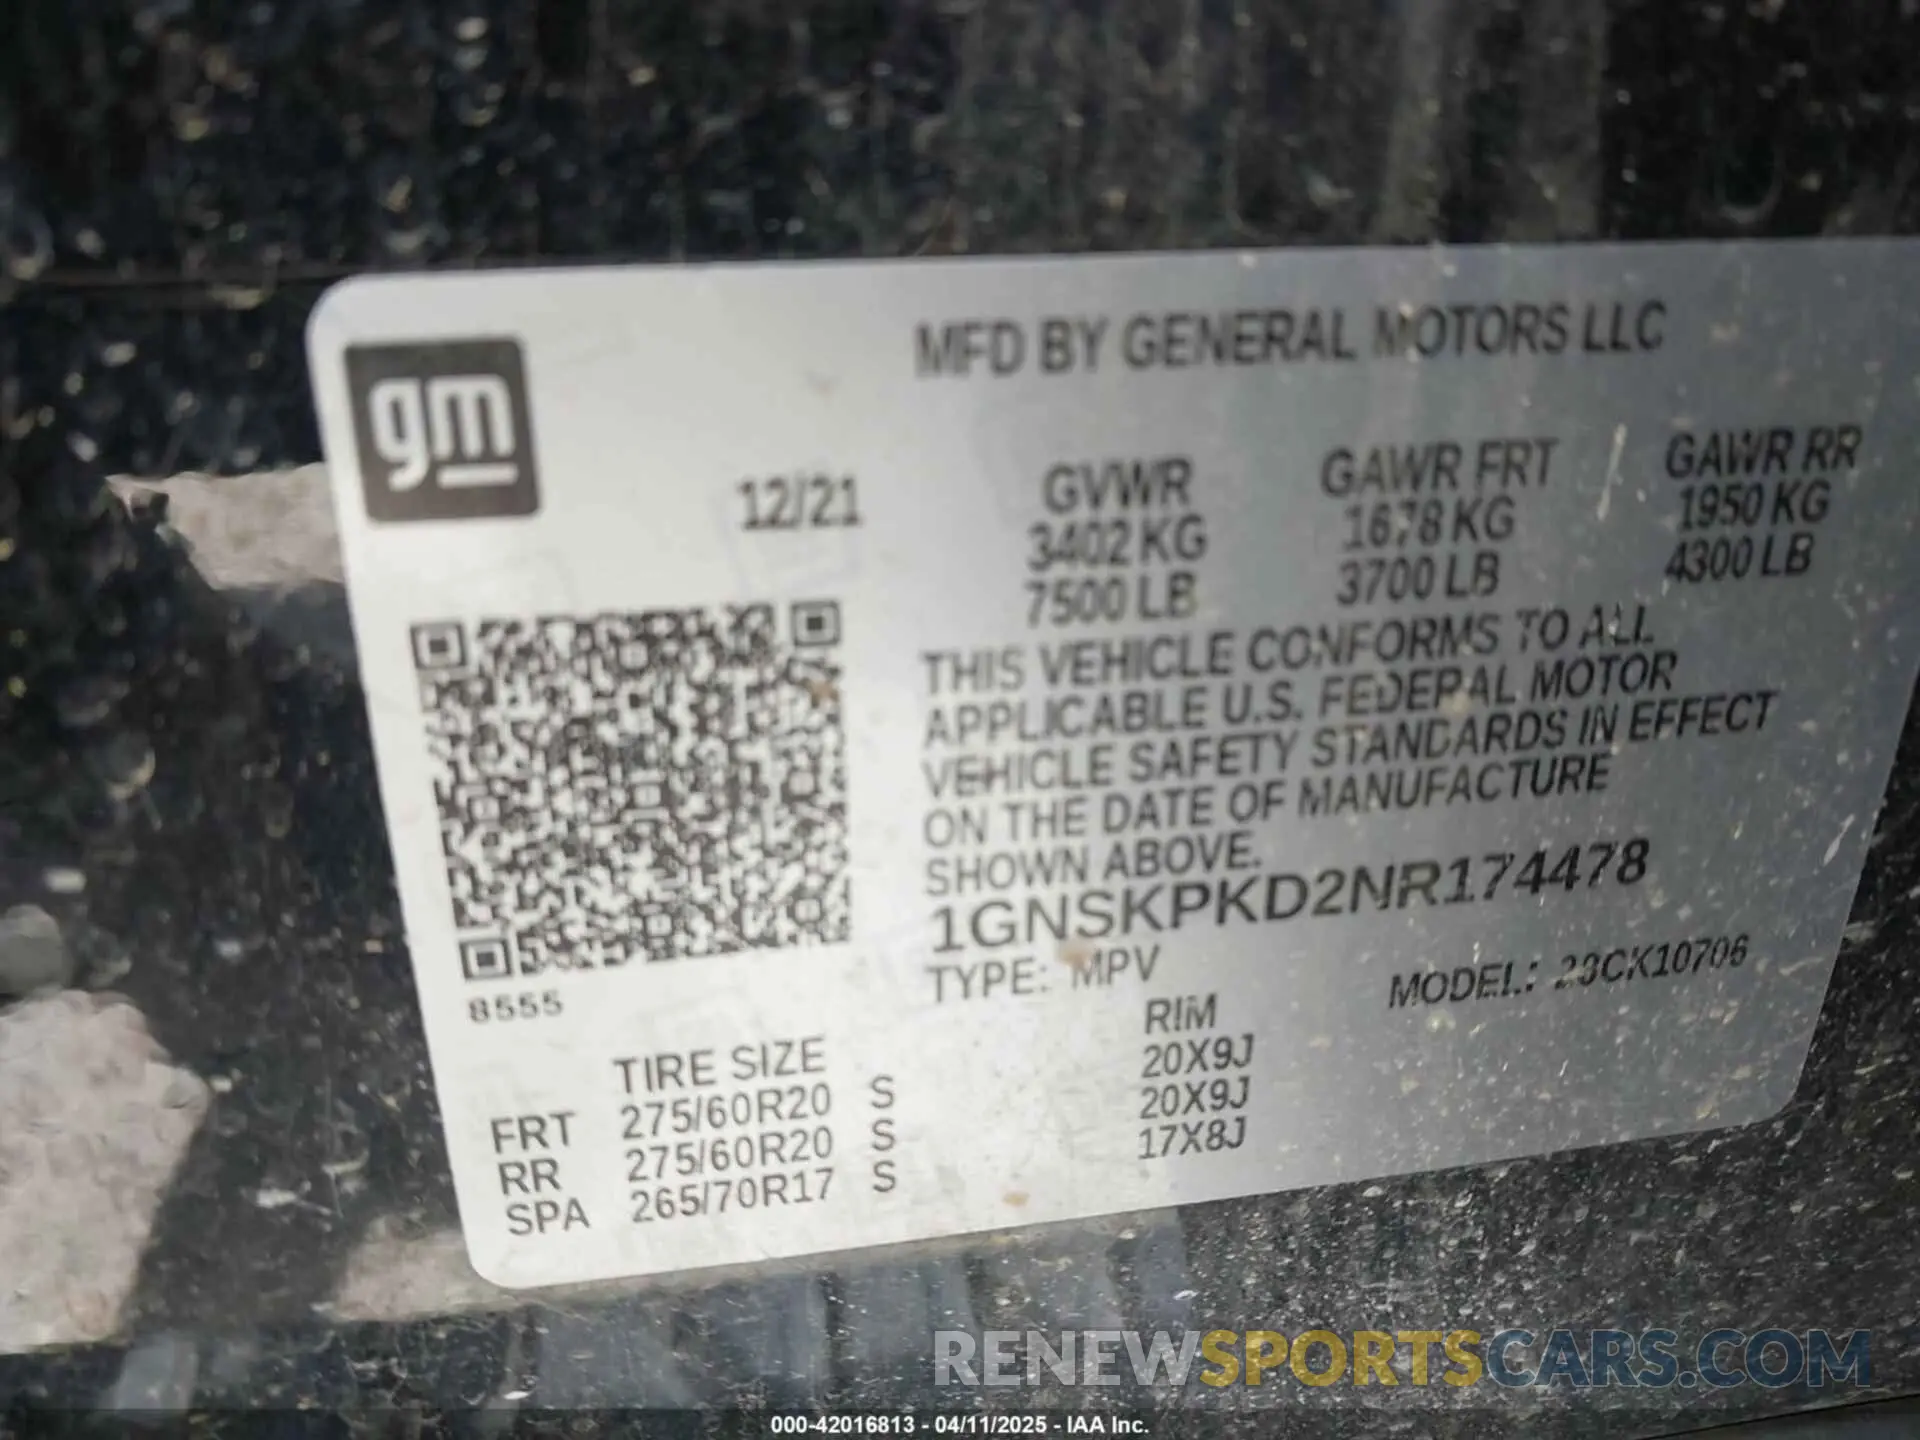 MFD BY GENERAL MOTORS LLC
gm
12/21
GVWR GAWR FRT GAWR RR
3402 KG 1678 KG 1950 KG
7500 LB 3700 LB 4300 LB
THIS VEHICLE CONFORMS TO ALL
APPLICABLE U.S. FEDERAL MOTOR
VEHICLE SAFETY STANDARDS IN EFFECT
ON THE DATE OF MANUFACTURE
SHOWN ABOVE.
1GNSKPKD2NR174478
TYPE: MPV MODEL: 23CK10706
8555
TIRE SIZE RIM
FRT 275/60R20 S 20X9J
RR 275/60R20 S 20X9J
SPA 265/70R17 S 17X8J
RENEWSPORTSCARS.COM
000-42016813 - 04/11/2025 - IAA Inc.